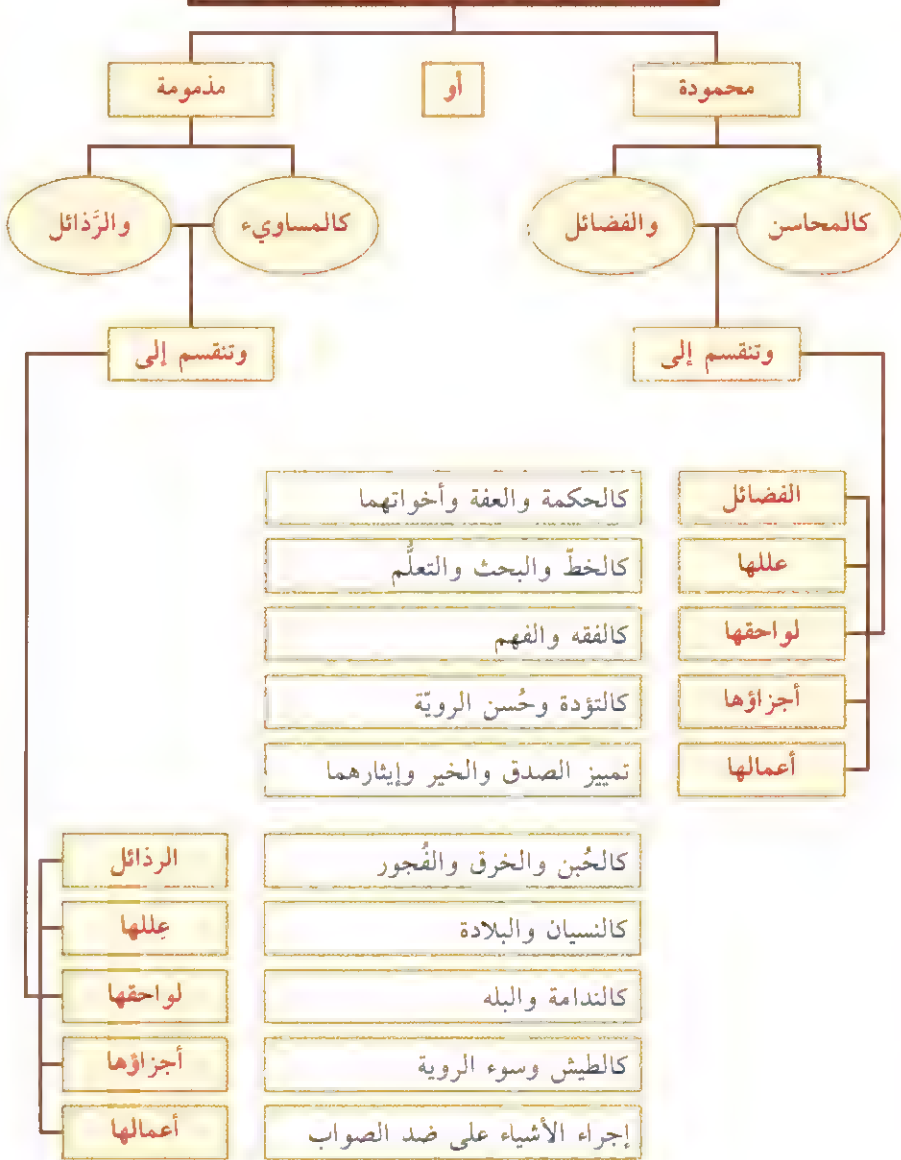 محمودة
أو
مذمومة
كالمحاسن
والفضائل
كالمساويء
والرَّذائل
وتنقسم إلى
وتنقسم إلى
الفضائل
كالحكمة والعفة وأخواتهما
عللها
كالخطّ والبحث والتعلُّم
لواحقها
كالفقه والفهم
أجزاؤها
كالتؤدة وحُسن الرويّة
أعمالها
تمييز الصدق والخير وإيثارهما
الرذائل
كالجُبن والخرق والفُجور
عِللها
كالنسيان والبلادة
لواحقها
كالندامة والبله
أجزاؤها
كالطيش وسوء الروية
أعمالها
إجراء الأشياء على ضد الصواب